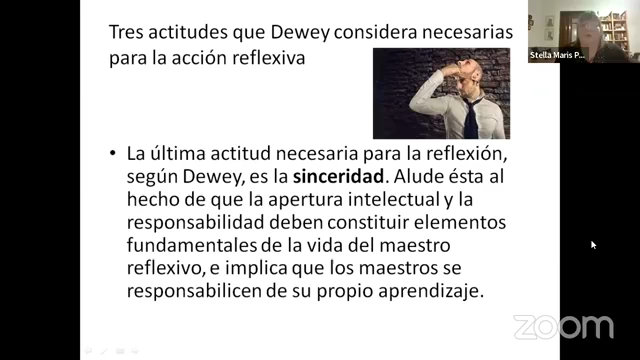 Tres actitudes que Dewey considera necesarias
para la acción reflexiva
Stella Maris P...
• La última actitud necesaria para la reflexión,
según Dewey, es la sinceridad. Alude ésta al
hecho de que la apertura intelectual y la
responsabilidad deben constituir elementos
fundamentales de la vida del maestro
reflexivo, e implica que los maestros se
responsabilicen de su propio aprendizaje.
zoom